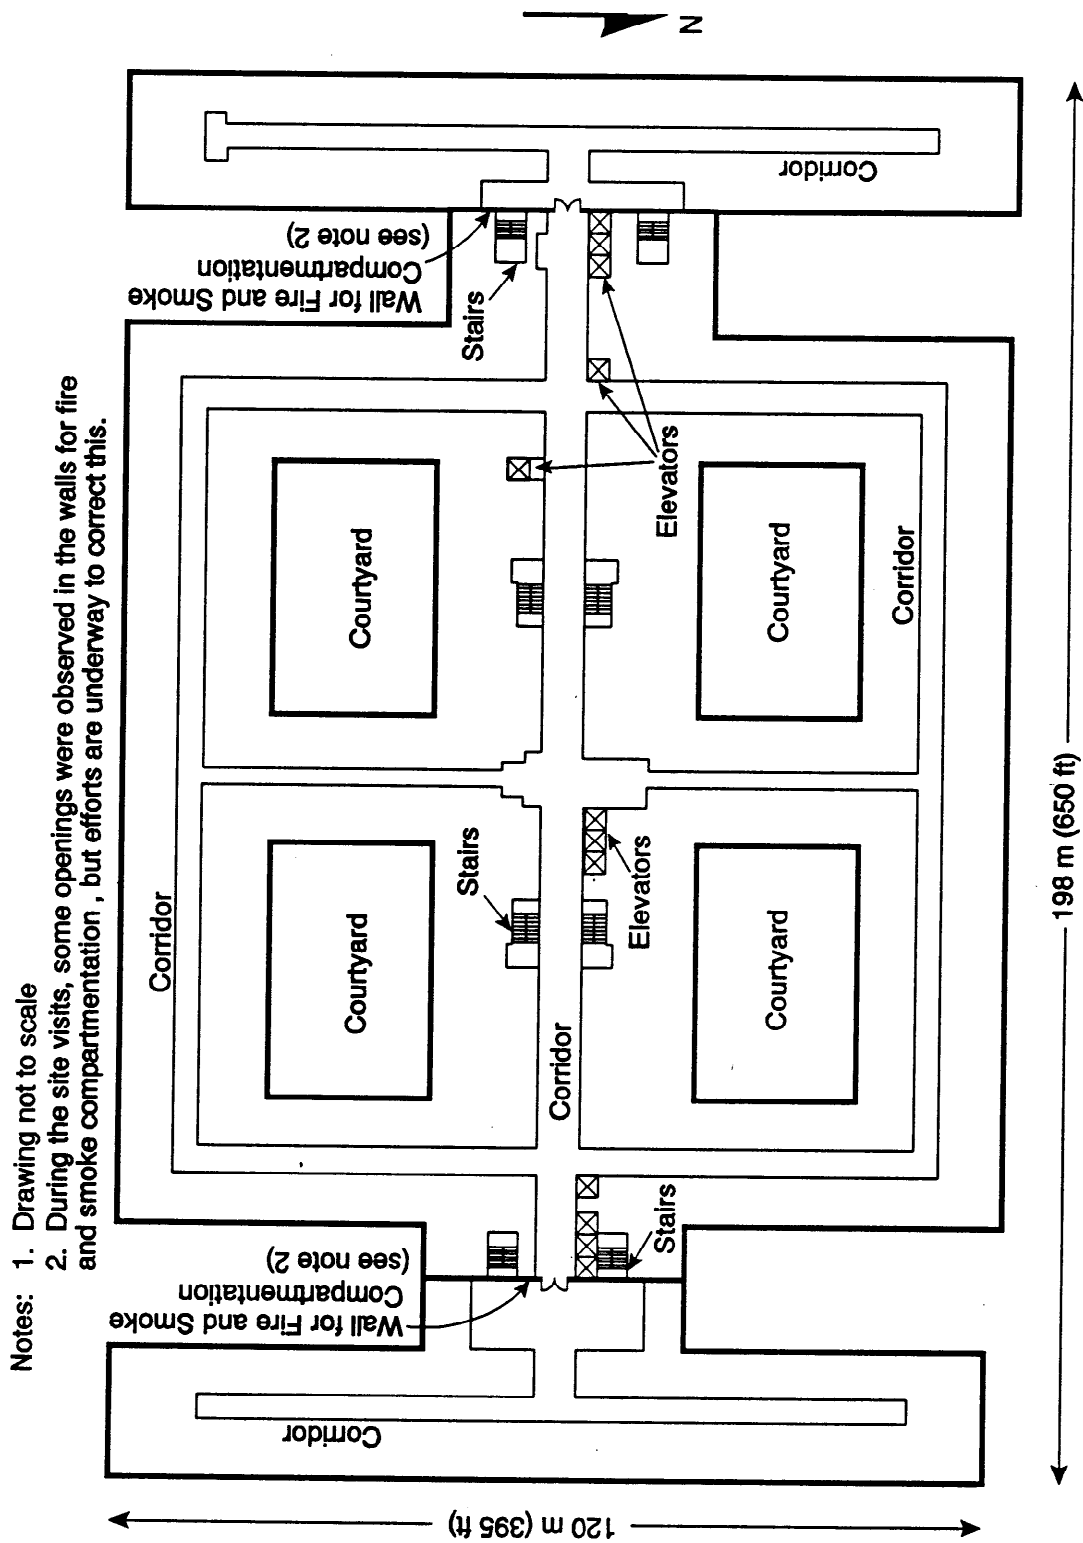 N
Corridor
Wall for Fire and Smoke
Compartmentation
(see note 2)
Stairs
Elevators
Courtyard
Courtyard
Corridor
Corridor
Stairs
Elevators
Courtyard
Courtyard
Corridor
Stairs
Wall for Fire and Smoke
Compartmentation
(see note 2)
Corridor
120 m (395 ft)
198 m (650 ft)
Notes: 1. Drawing not to scale
2. During the site visits, some openings were observed in the walls for fire
and smoke compartmentation , but efforts are underway to correct this.